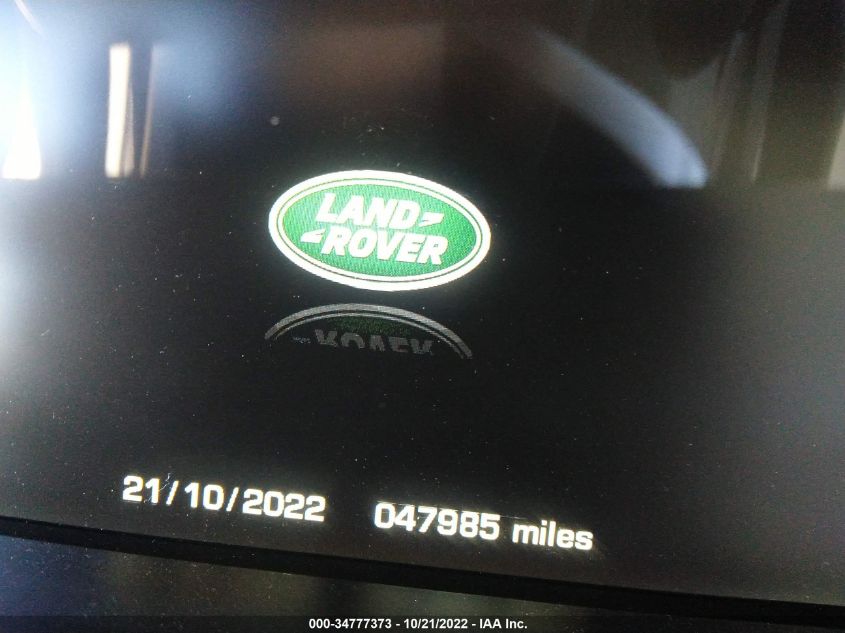 LAND
ROVER
21/10/2022 047985 miles
000-34777373 - 10/21/2022 - IAA Inc.